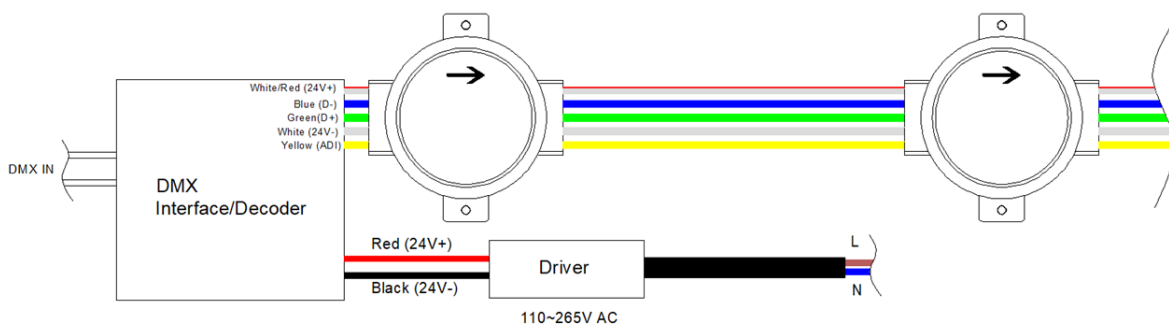 White/Red (24V+)
Blue (D-)
Green(D+)
White (24V-)
Yellow (ADI)
DMX IN
DMX
Interface/Decoder
Red (24V+)
Black (24V-)
Driver
110~265V AC
L
N